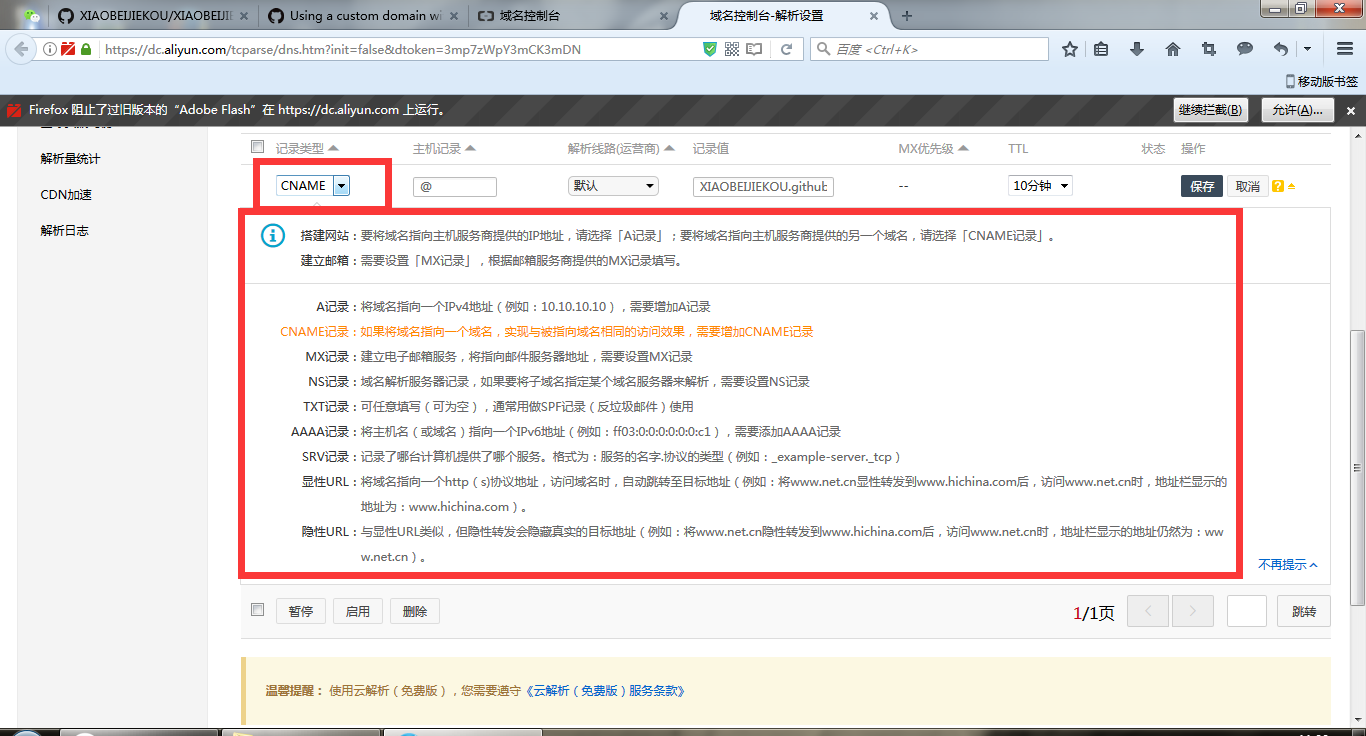 XIAOBEIJIEKOU/XIAOBEIJIE
Using a custom domain wi
域名控制台
域名控制台-解析设置
https://dc.aliyun.com/tcparse/dns.htm?init=false&dtoken=3mp7zWpY3mCK3mDN
百度 <Ctrl+K>
移动版书签
Firefox 阻止了过旧版本的 “Adobe Flash” 在 https://dc.aliyun.com 上运行。
继续拦截(B)
允许(A)...
解析量统计
CDN加速
解析日志
记录类型 主机记录 解析线路(运营商) 记录值 MX优先级 TTL 状态 操作
CNAME @ 默认 XIAOBEIJIEKOU.github -- 10分钟 保存 取消
搭建网站：要将域名指向主机服务商提供的IP地址，请选择「A记录」；要将域名指向主机服务商提供的另一个域名，请选择「CNAME记录」。
建立邮箱：需要设置「MX记录」，根据邮箱服务商提供的MX记录填写。
A记录：将域名指向一个IPv4地址（例如：10.10.10.10），需要增加A记录
CNAME记录：如果将域名指向一个域名，实现与被指向域名相同的访问效果，需要增加CNAME记录
MX记录：建立电子邮箱服务，将指向邮件服务器地址，需要设置MX记录
NS记录：域名解析服务器记录，如果要将子域名指定某个域名服务器来解析，需要设置NS记录
TXT记录：可任意填写（可为空），通常用做SPF记录（反垃圾邮件）使用
AAAA记录：将主机名（或域名）指向一个IPv6地址（例如：ff03:0:0:0:0:0:0:c1），需要添加AAAA记录
SRV记录：记录了哪台计算机提供了哪个服务。格式为：服务的名字.协议的类型（例如：_example-server._tcp）
显性URL：将域名指向一个http（s)协议地址，访问域名时，自动跳转至目标地址（例如：将www.net.cn显性转发到www.hichina.com后，访问www.net.cn时，地址栏显示的
地址为：www.hichina.com）。
隐性URL：与显性URL类似，但隐性转发会隐藏真实的目标地址（例如：将www.net.cn隐性转发到www.hichina.com后，访问www.net.cn时，地址栏显示的地址仍然为：ww
w.net.cn）。
不再提示
暂停 启用 删除 1/1页 跳转
温馨提醒： 使用云解析（免费版），您需要遵守《云解析（免费版）服务条款》